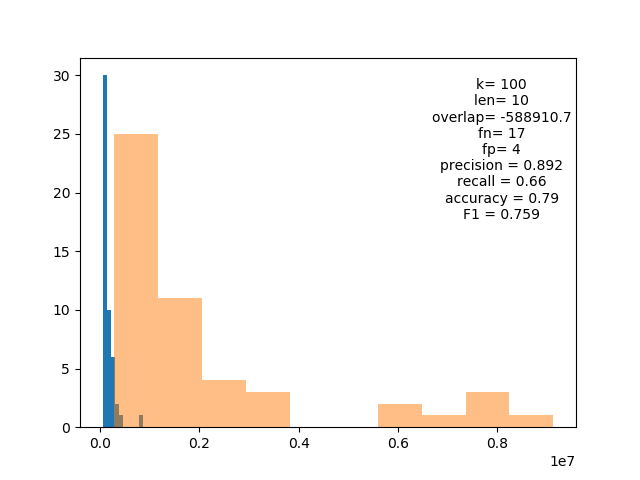 30
25
20
15
10
5
0
k= 100
len= 10
overlap= -588910.7
fn= 17
fp= 4
precision = 0.892
recall = 0.66
accuracy = 0.79
F1 = 0.759
0.0 0.2 0.4 0.6 0.8
1e7